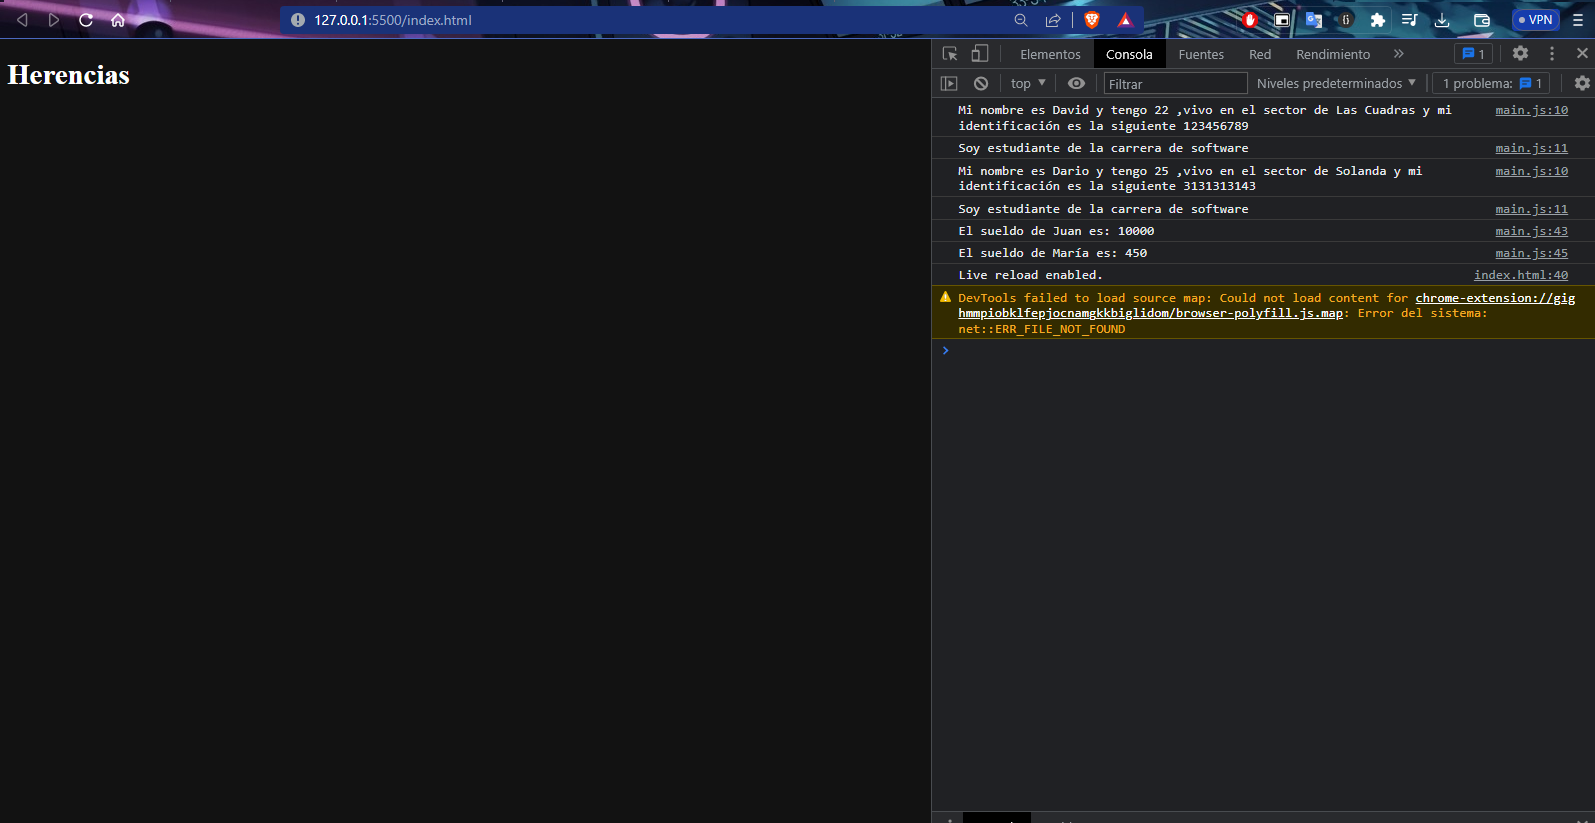 127.0.0.1:5500/index.html
VPN
Herencias
Elementos Consola Fuentes Red Rendimiento » 1
top Filtrar Niveles predeterminados 1 problema: 1
Mi nombre es David y tengo 22 ,vivo en el sector de Las Cuadras y mi main.js:10
identificación es la siguiente 123456789
Soy estudiante de la carrera de software main.js:11
Mi nombre es Dario y tengo 25 ,vivo en el sector de Solanda y mi main.js:10
identificación es la siguiente 3131313143
Soy estudiante de la carrera de software main.js:11
El sueldo de Juan es: 10000 main.js:43
El sueldo de María es: 450 main.js:45
Live reload enabled. index.html:40
DevTools failed to load source map: Could not load content for chrome-extension://gig
hmmpiobklfepjocnamgkkbiglidom/browser-polyfill.js.map: Error del sistema:
net::ERR_FILE_NOT_FOUND